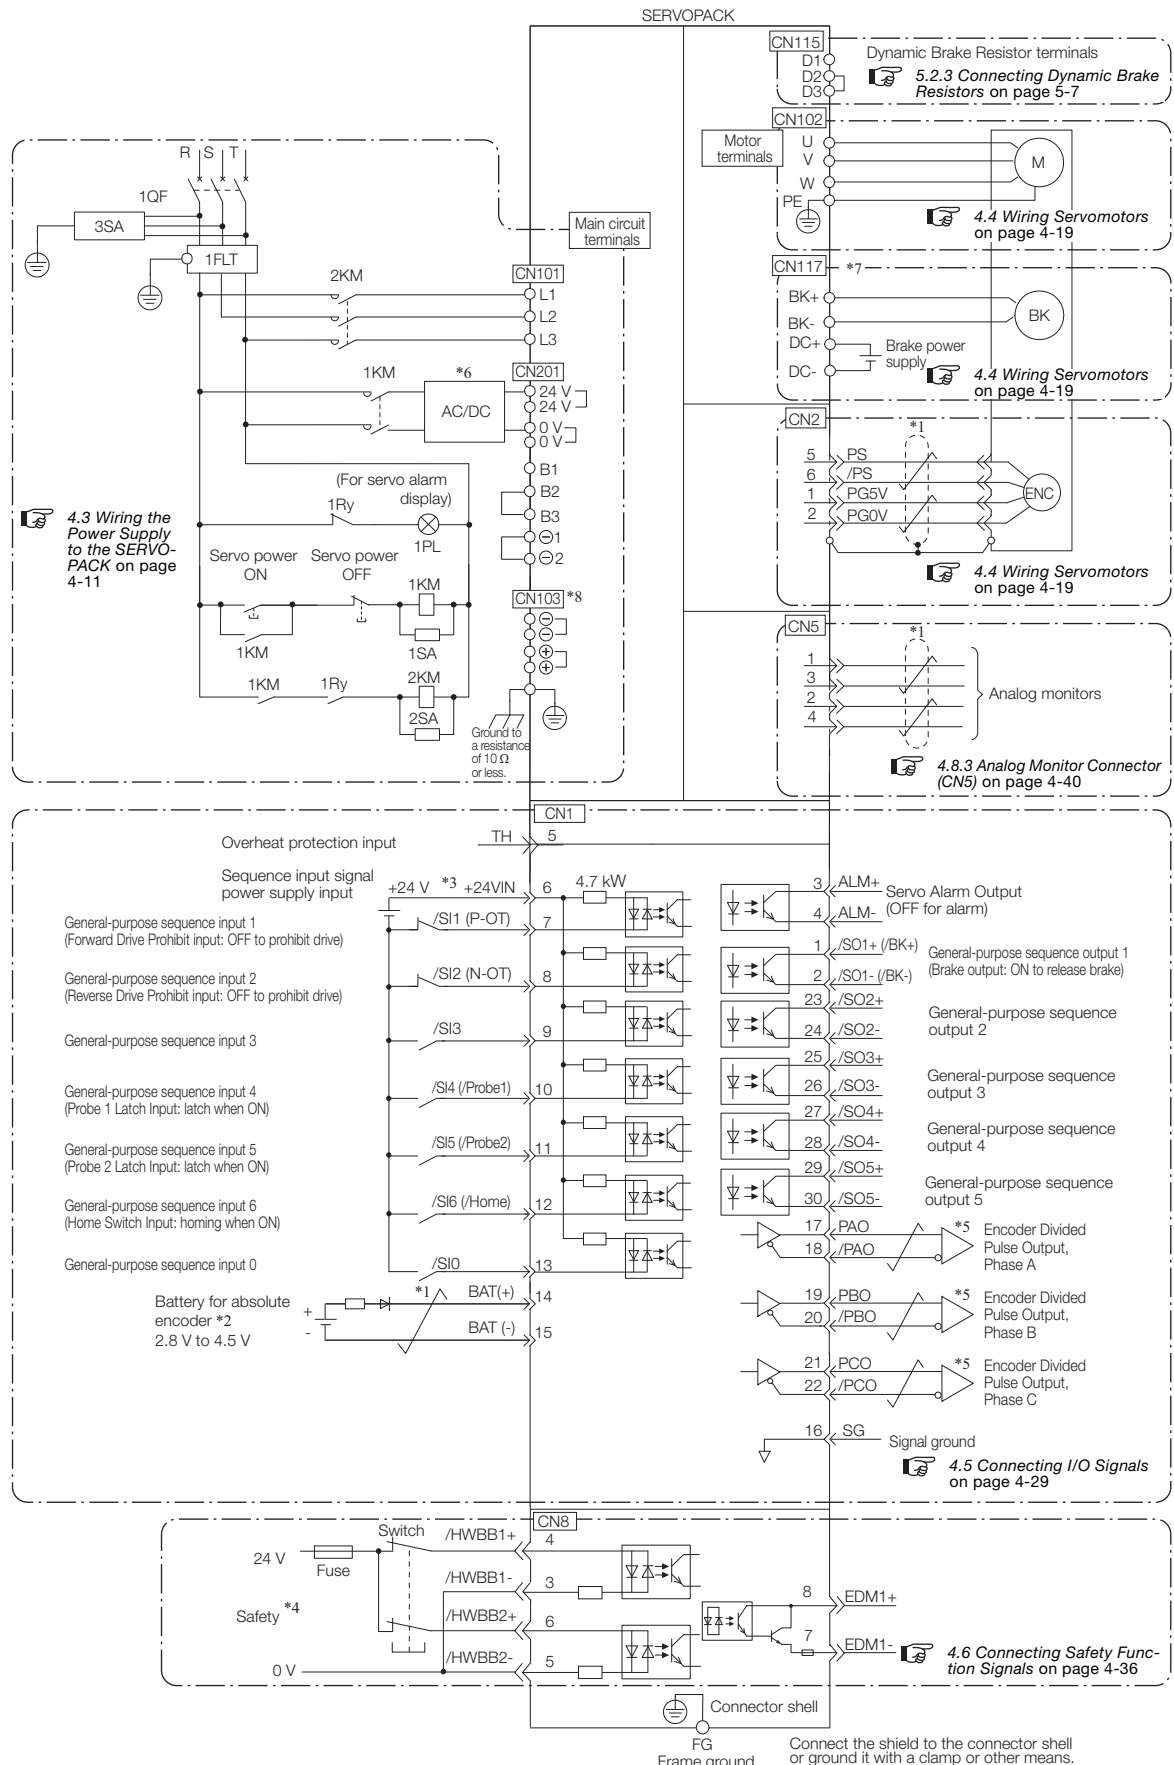 SERVOPACK
CN115
D1
D2
D3
Dynamic Brake Resistor terminals
5.2.3 Connecting Dynamic Brake
Resistors on page 5-7
CN102
Motor
terminals
U
V
W
PE
M
4.4 Wiring Servomotors
on page 4-19
R S T
1QF
3SA
1FLT
Main circuit
terminals
2KM
CN101
L1
L2
L3
CN117 *7
BK+
BK-
DC+
DC-
BK
Brake power
supply
4.4 Wiring Servomotors
on page 4-19
1KM
*6
AC/DC
CN201
24 V
24 V
0 V
0 V
B1
B2
B3
⊖1
⊖2
CN2
*1
5 PS
6 /PS
1 PG5V
2 PG0V
ENC
4.4 Wiring Servomotors
on page 4-19
(For servo alarm
display)
1Ry
1PL
4.3 Wiring the
Power Supply
to the SERVO-
PACK on page
4-11
Servo power
ON
Servo power
OFF
1KM
1KM
1SA
CN103 *8
⊖
⊖
⊕
⊕
1KM
1Ry
2KM
2SA
Ground to
a resistance
of 10 Ω
or less.
CN5
*1
1
3
2
4
Analog monitors
4.8.3 Analog Monitor Connector
(CN5) on page 4-40
CN1
Overheat protection input
TH 5
Sequence input signal
power supply input
+24 V *3 +24VIN 6
4.7 kW
General-purpose sequence input 1
(Forward Drive Prohibit input: OFF to prohibit drive)
/SI1 (P-OT) 7
General-purpose sequence input 2
(Reverse Drive Prohibit input: OFF to prohibit drive)
/SI2 (N-OT) 8
General-purpose sequence input 3
/SI3 9
General-purpose sequence input 4
(Probe 1 Latch Input: latch when ON)
/SI4 (/Probe1) 10
General-purpose sequence input 5
(Probe 2 Latch Input: latch when ON)
/SI5 (/Probe2) 11
General-purpose sequence input 6
(Home Switch Input: homing when ON)
/SI6 (/Home) 12
General-purpose sequence input 0
/SI0 13
Battery for absolute
encoder *2
2.8 V to 4.5 V
+
-
*1
BAT(+) 14
BAT (-) 15
3 ALM+
4 ALM-
Servo Alarm Output
(OFF for alarm)
1 /SO1+ (/BK+)
2 /SO1- (/BK-)
General-purpose sequence output 1
(Brake output: ON to release brake)
23 /SO2+
24 /SO2-
General-purpose sequence
output 2
25 /SO3+
26 /SO3-
General-purpose sequence
output 3
27 /SO4+
28 /SO4-
General-purpose sequence
output 4
29 /SO5+
30 /SO5-
General-purpose sequence
output 5
17 PAO
18 /PAO
*5 Encoder Divided
Pulse Output,
Phase A
19 PBO
20 /PBO
*5 Encoder Divided
Pulse Output,
Phase B
21 PCO
22 /PCO
*5 Encoder Divided
Pulse Output,
Phase C
16 SG
Signal ground
4.5 Connecting I/O Signals
on page 4-29
CN8
Switch
24 V
Fuse
Safety *4
0 V
/HWBB1+ 4
/HWBB1- 3
/HWBB2+ 6
/HWBB2- 5
8 EDM1+
7 EDM1-
4.6 Connecting Safety Func-
tion Signals on page 4-36
Connector shell
FG
Frame ground
Connect the shield to the connector shell
or ground it with a clamp or other means.